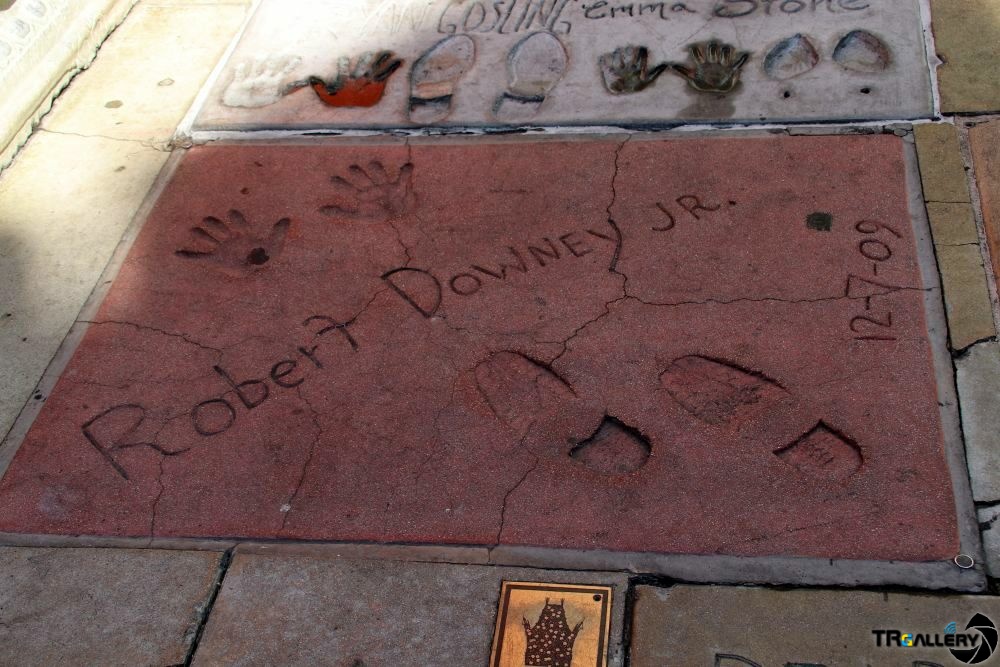 GOSLING emma Stone
Robert Downey JR.
12-7-09
TRGALLERY